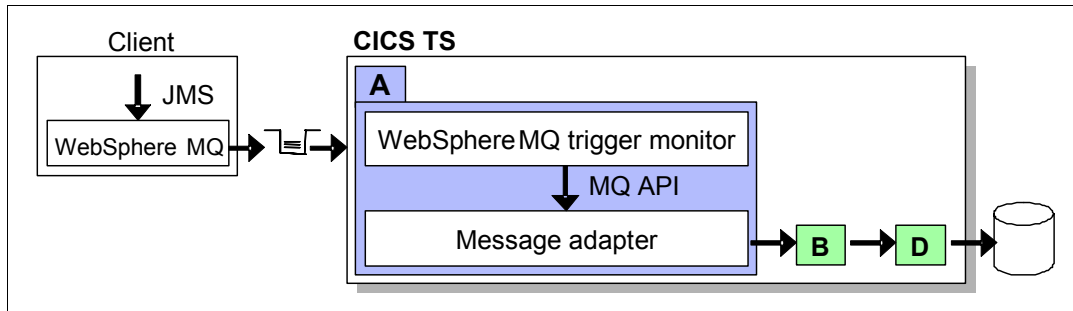 Client
CICS TS
JMS
WebSphere MQ
A
WebSphere MQ trigger monitor
MQ API
Message adapter
B
D